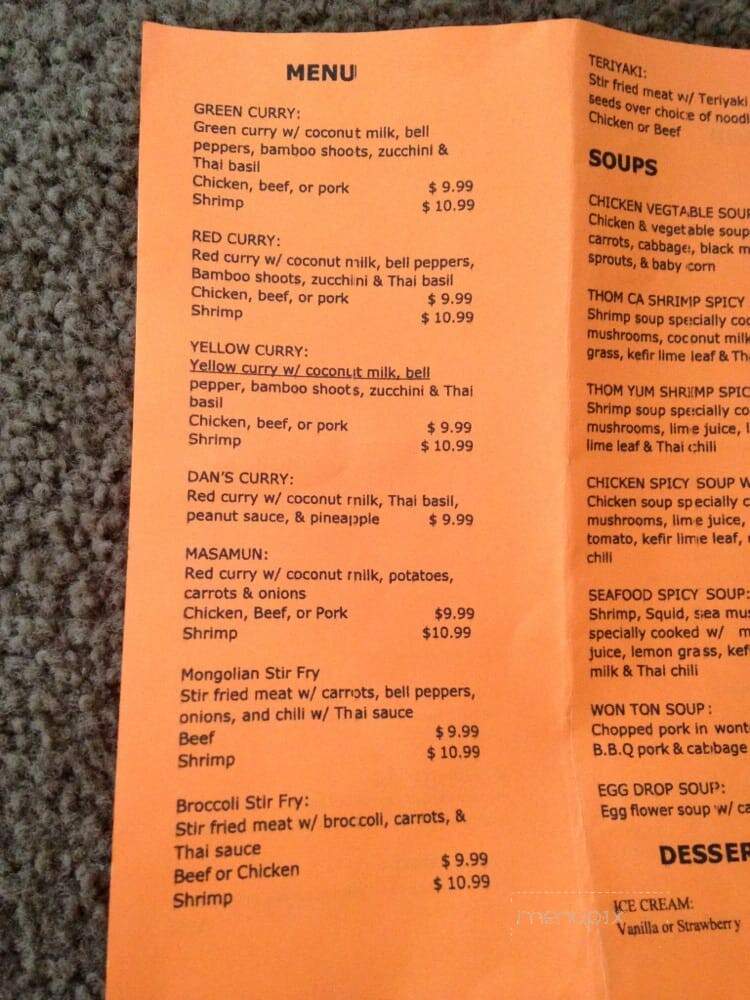 MENU
GREEN CURRY:
Green curry w/ coconut milk, bell
peppers, bamboo shoots, zucchini &
Thai basil
Chicken, beef, or pork $ 9.99
Shrimp $ 10.99
RED CURRY:
Red curry w/ coconut milk, bell peppers,
Bamboo shoots, zucchini & Thai basil
Chicken, beef, or pork $ 9.99
Shrimp $ 10.99
YELLOW CURRY:
Yellow curry w/ coconut milk, bell
pepper, bamboo shoots, zucchini & Thai
basil
Chicken, beef, or pork $ 9.99
Shrimp $ 10.99
DAN'S CURRY:
Red curry w/ coconut milk, Thai basil,
peanut sauce, & pineapple $ 9.99
MASAMUN:
Red curry w/ coconut milk, potatoes,
carrots & onions
Chicken, Beef, or Pork $9.99
Shrimp $10.99
Mongolian Stir Fry
Stir fried meat w/ carrots, bell peppers,
onions, and chili w/ Thai sauce
Beef $ 9.99
Shrimp $ 10.99
Broccoli Stir Fry:
Stir fried meat w/ broccoli, carrots, &
Thai sauce
Beef or Chicken $ 9.99
Shrimp $ 10.99
TERIYAKI:
Stir fried meat w/ Teriyaki
seeds over choice of noodl
Chicken or Beef
SOUPS
CHICKEN VEGTABLE SOUP
Chicken & vegetable soup
carrots, cabbage, black m
sprouts, & baby corn
THOM CA SHRIMP SPICY
Shrimp soup specially coo
mushrooms, coconut milk
grass, kefir lime leaf & Th
THOM YUM SHRIMP SPIC
Shrimp soup specially co
mushrooms, lime juice, l
lime leaf & Thai chili
CHICKEN SPICY SOUP W
Chicken soup specially c
mushrooms, lime juice,
tomato, kefir lime leaf,
chili
SEAFOOD SPICY SOUP:
Shrimp, Squid, sea mus
specially cooked w/ m
juice, lemon grass, kef
milk & Thai chili
WON TON SOUP:
Chopped pork in wont
B.B.Q pork & cabbage
EGG DROP SOUP:
Egg flower soup w/ ca
DESSER
ICE CREAM:
Vanilla or Strawberry
menupix